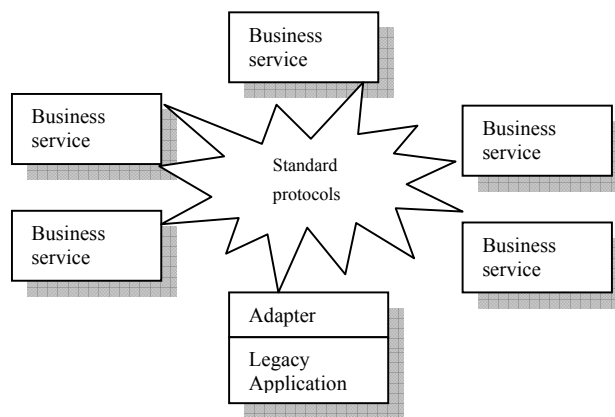 Business
service
Business
service
Business
service
Standard
protocols
Business
service
Business
service
Adapter
Legacy
Application